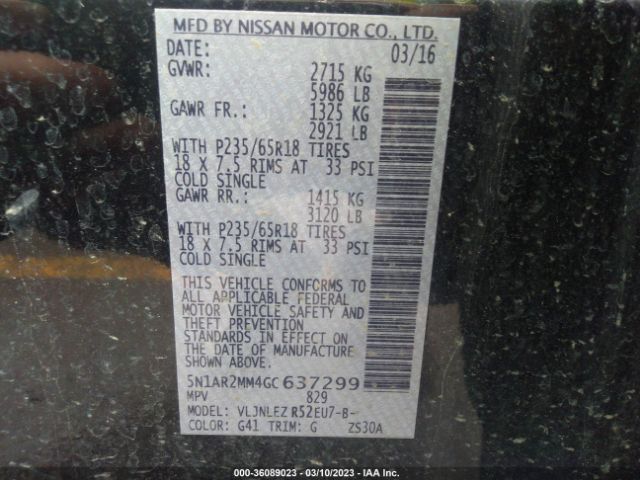 MFD BY NISSAN MOTOR CO., LTD.
DATE: 03/16
GVWR: 2715 KG
5986 LB
GAWR FR.: 1325 KG
2921 LB
WITH P235/65R18 TIRES
18 X 7.5 RIMS AT 33 PSI
COLD SINGLE
GAWR RR.: 1415 KG
3120 LB
WITH P235/65R18 TIRES
18 X 7.5 RIMS AT 33 PSI
COLD SINGLE
THIS VEHICLE CONFORMS TO
ALL APPLICABLE FEDERAL
MOTOR VEHICLE SAFETY AND
THEFT PREVENTION
STANDARDS IN EFFECT ON
THE DATE OF MANUFACTURE
SHOWN ABOVE.
5N1AR2MM4GC637299
MPV 829
MODEL: VLJNLEZ R52EU7-B-
COLOR: G41 TRIM: G ZS30A
000-36089023 — 03/10/2023 — IAA Inc.